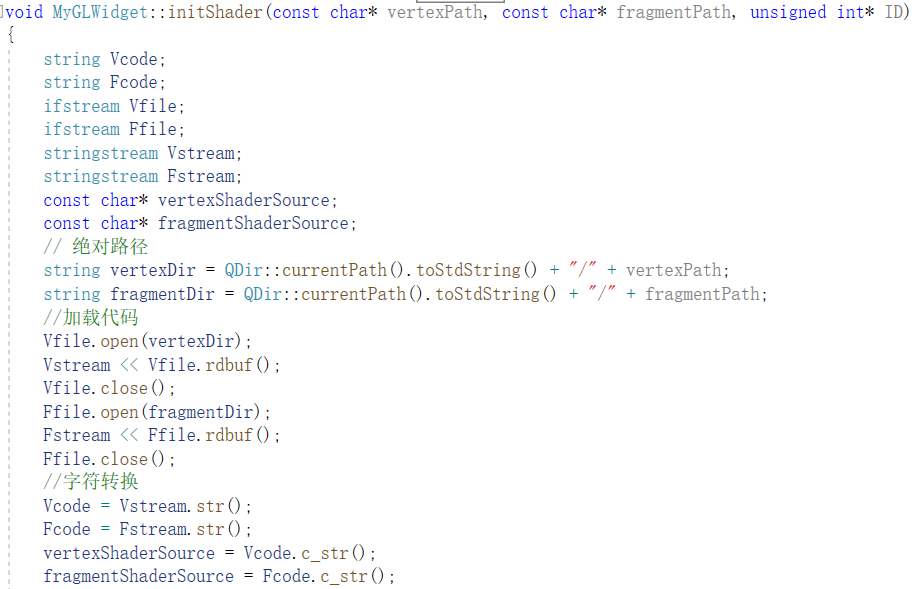 void MyGLWidget::initShader(const char* vertexPath, const char* fragmentPath, unsigned int* ID)
{
string Vcode;
string Fcode;
ifstream Vfile;
ifstream Ffile;
stringstream Vstream;
stringstream Fstream;
const char* vertexShaderSource;
const char* fragmentShaderSource;
// 绝对路径
string vertexDir = QDir::currentPath().toStdString() + "/" + vertexPath;
string fragmentDir = QDir::currentPath().toStdString() + "/" + fragmentPath;
//加载代码
Vfile.open(vertexDir);
Vstream << Vfile.rdbuf();
Vfile.close();
Ffile.open(fragmentDir);
Fstream << Ffile.rdbuf();
Ffile.close();
//字符转换
Vcode = Vstream.str();
Fcode = Fstream.str();
vertexShaderSource = Vcode.c_str();
fragmentShaderSource = Fcode.c_str();